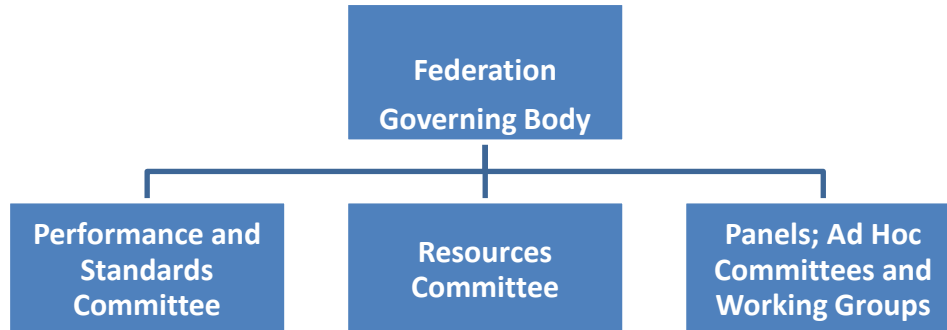 Federation
Governing Body
Performance and
Standards
Committee
Resources
Committee
Panels; Ad Hoc
Committees and
Working Groups